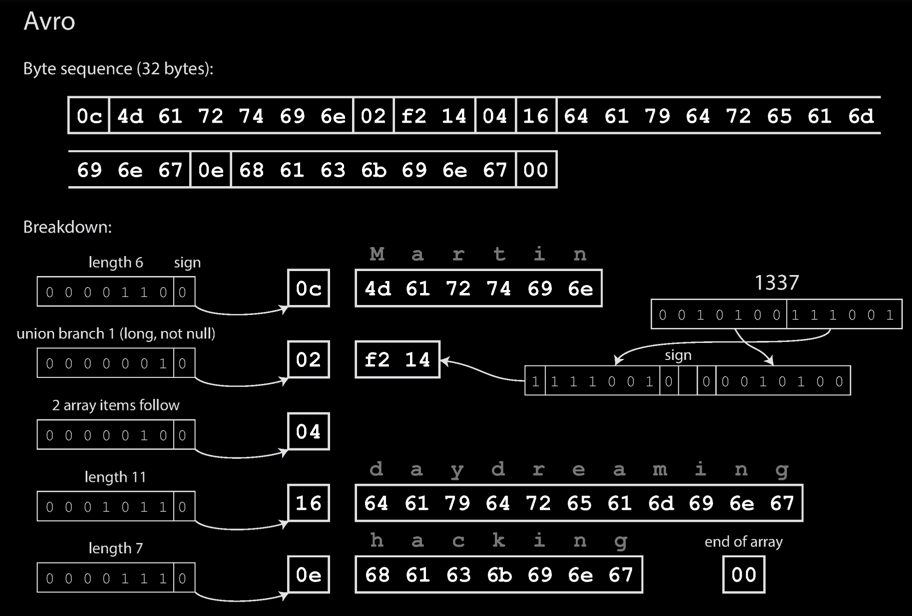 Avro
Byte sequence (32 bytes):
0c 4d 61 72 74 69 6e 02 f2 14 04 16 64 61 79 64 72 65 61 6d
69 6e 67 0e 68 61 63 6b 69 6e 67 00
Breakdown:
length 6 sign
0 0 0 0 1 1 0 0
0c
M a r t i n
4d 61 72 74 69 6e
1337
0 0 1 0 1 0 0 1 1 1 0 0 1
union branch 1 (long, not null)
0 0 0 0 0 0 1 0
02
f2 14
sign
1 1 1 1 0 0 1 0 0 0 0 1 0 1 0 0
2 array items follow
0 0 0 0 0 1 0 0
04
length 11
0 0 0 1 0 1 1 0
16
d a y d r e a m i n g
64 61 79 64 72 65 61 6d 69 6e 67
length 7
0 0 0 0 1 1 1 0
0e
h a c k i n g
68 61 63 6b 69 6e 67
end of array
00